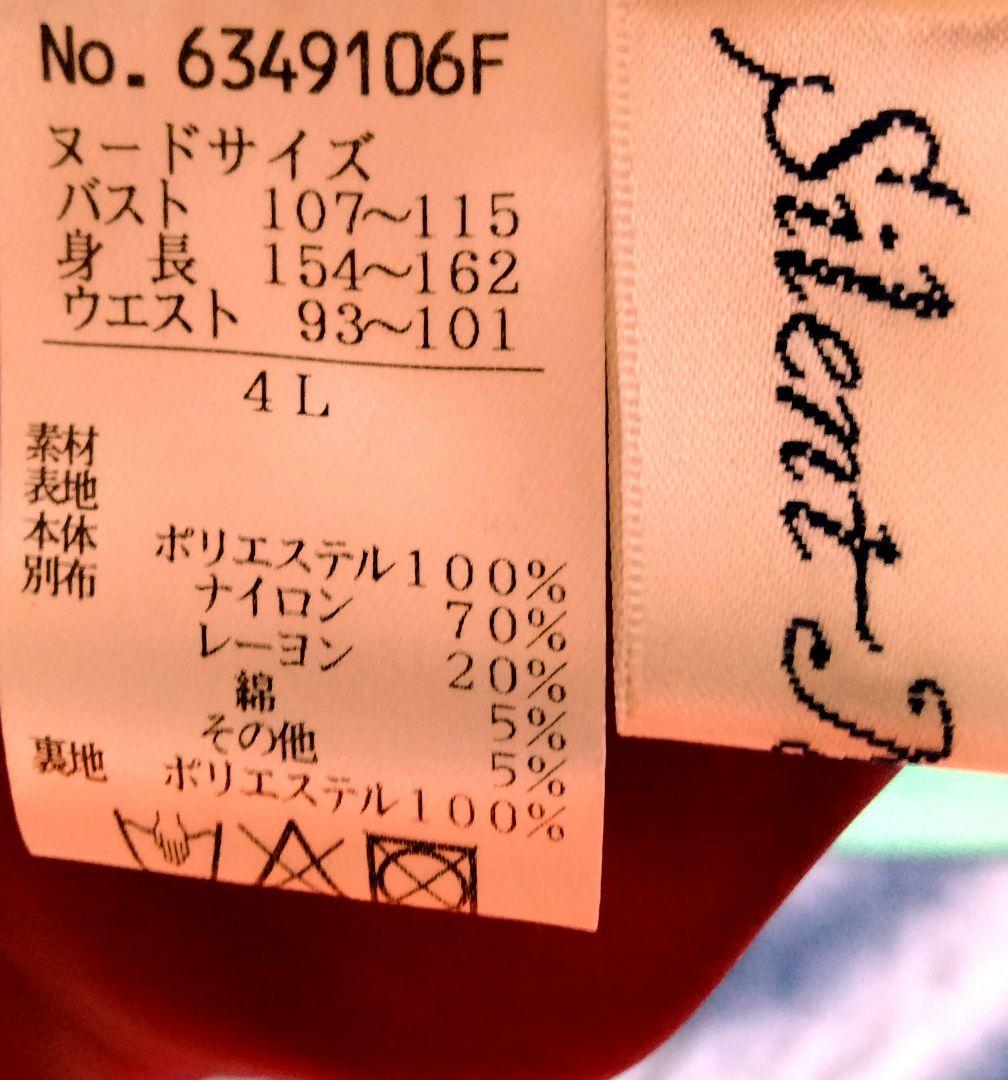 No. 6349106F
ヌードサイズ
バスト 107～115
身長 154～162
ウエスト 93～101
4L
素材
表地
本体 ポリエステル100%
別布 ナイロン 70%
レーヨン 20%
綿 5%
その他 5%
裏地 ポリエステル100%
Silent